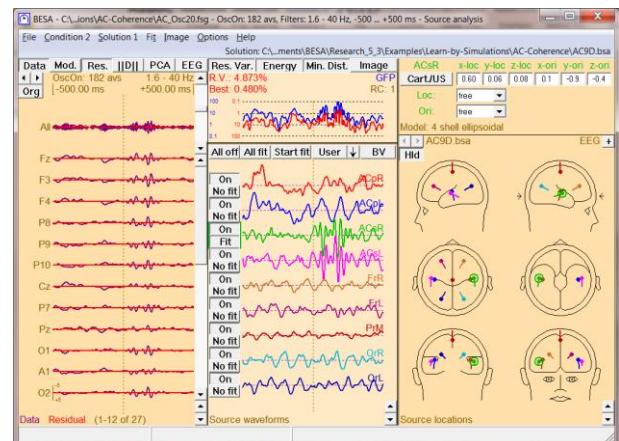 BESA - C:\...ions\AC-Coherence\AC_Osc20.fsg - OscOn: 182 avs, Filters: 1.6 - 40 Hz, -500 ... +500 ms - Source analysis
File Condition 2 Solution 1 Fit Image Options Help
Solution: C:\...ments\BESA\Research_5_3\Examples\Learn-by-Simulations\AC-Coherence\AC9D.bsa
Data Mod. Res. ||D|| PCA EEG Res. Var. Energy Min. Dist. Image
OscOn: 182 avs 1.6 - 40 Hz
Org |-500.00 ms +500.00 ms|
R.V.: 4.873% GFP
Best: 0.480% RC: 1
ACsR x-loc y-loc z-loc x-ori y-ori z-ori
Cart./US 0.60 0.06 0.08 0.1 -0.9 -0.4
Loc: free
Ori: free
Model: 4 shell ellipsoidal
AC9D.bsa EEG +
Hld
All off All fit Start fit User BV
All
Fz
F3
F4
P8
P9
P10
Cz
P7
Pz
O1
A1
O2
On
No fit ACpR
On
No fit ACpL
On
Fit ACsR
On
No fit ACsL
On
No fit FrR
On
No fit FrL
On
No fit PrM
On
No fit OrR
On
No fit OrL
Data Residual (1-12 of 27)
Source waveforms
Source locations